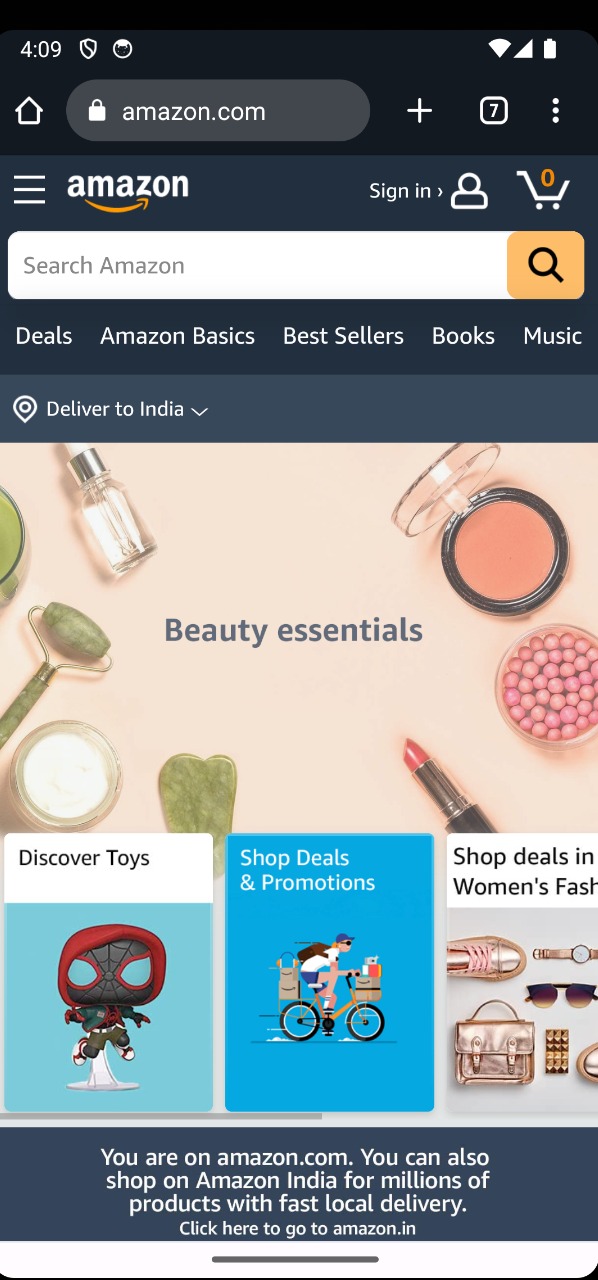 4:09
amazon.com
7
amazon
Sign in ›
0
Search Amazon
Deals Amazon Basics Best Sellers Books Music
Deliver to India
Beauty essentials
Discover Toys
Shop Deals
& Promotions
Shop deals in
Women's Fash
You are on amazon.com. You can also
shop on Amazon India for millions of
products with fast local delivery.
Click here to go to amazon.in